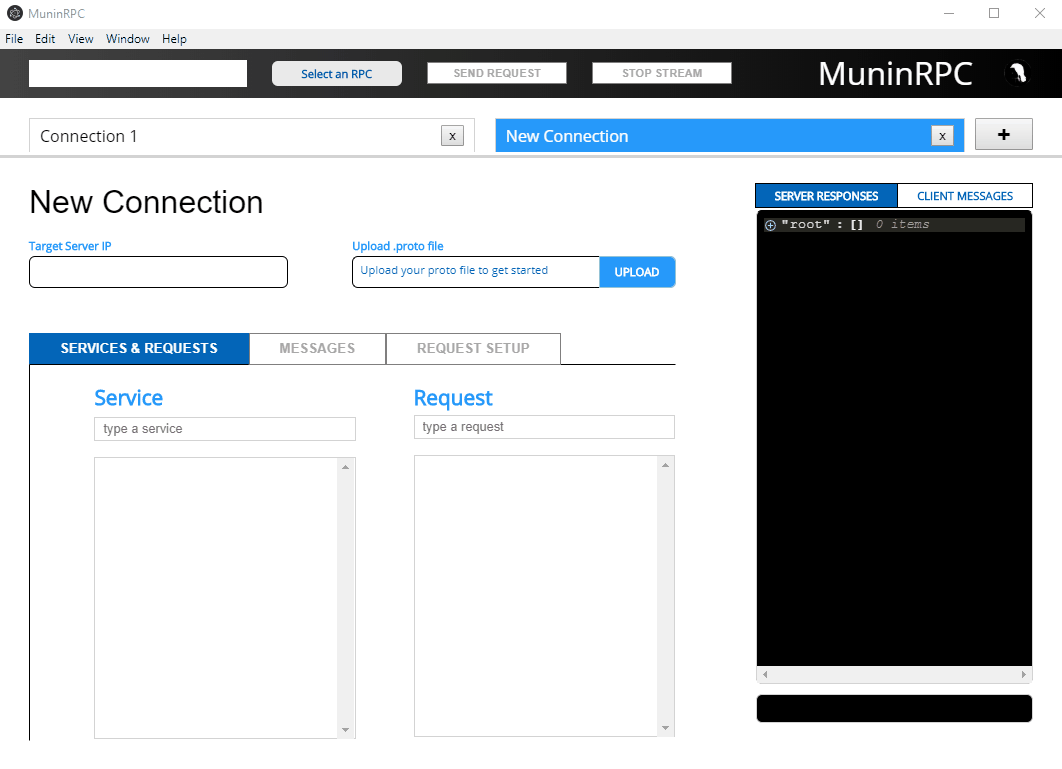 MuninRPC
File Edit View Window Help
Select an RPC SEND REQUEST STOP STREAM MuninRPC
Connection 1 x New Connection x +
New Connection
SERVER RESPONSES CLIENT MESSAGES
"root" : [] 0 items
Target Server IP Upload .proto file
Upload your proto file to get started UPLOAD
SERVICES & REQUESTS MESSAGES REQUEST SETUP
Service Request
type a service type a request